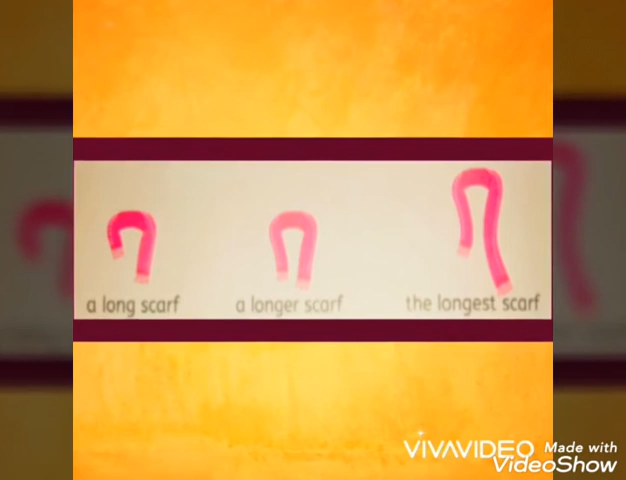 a long scarf
a longer scarf
the longest scarf
VIVAVIDEO
Made with
VideoShow